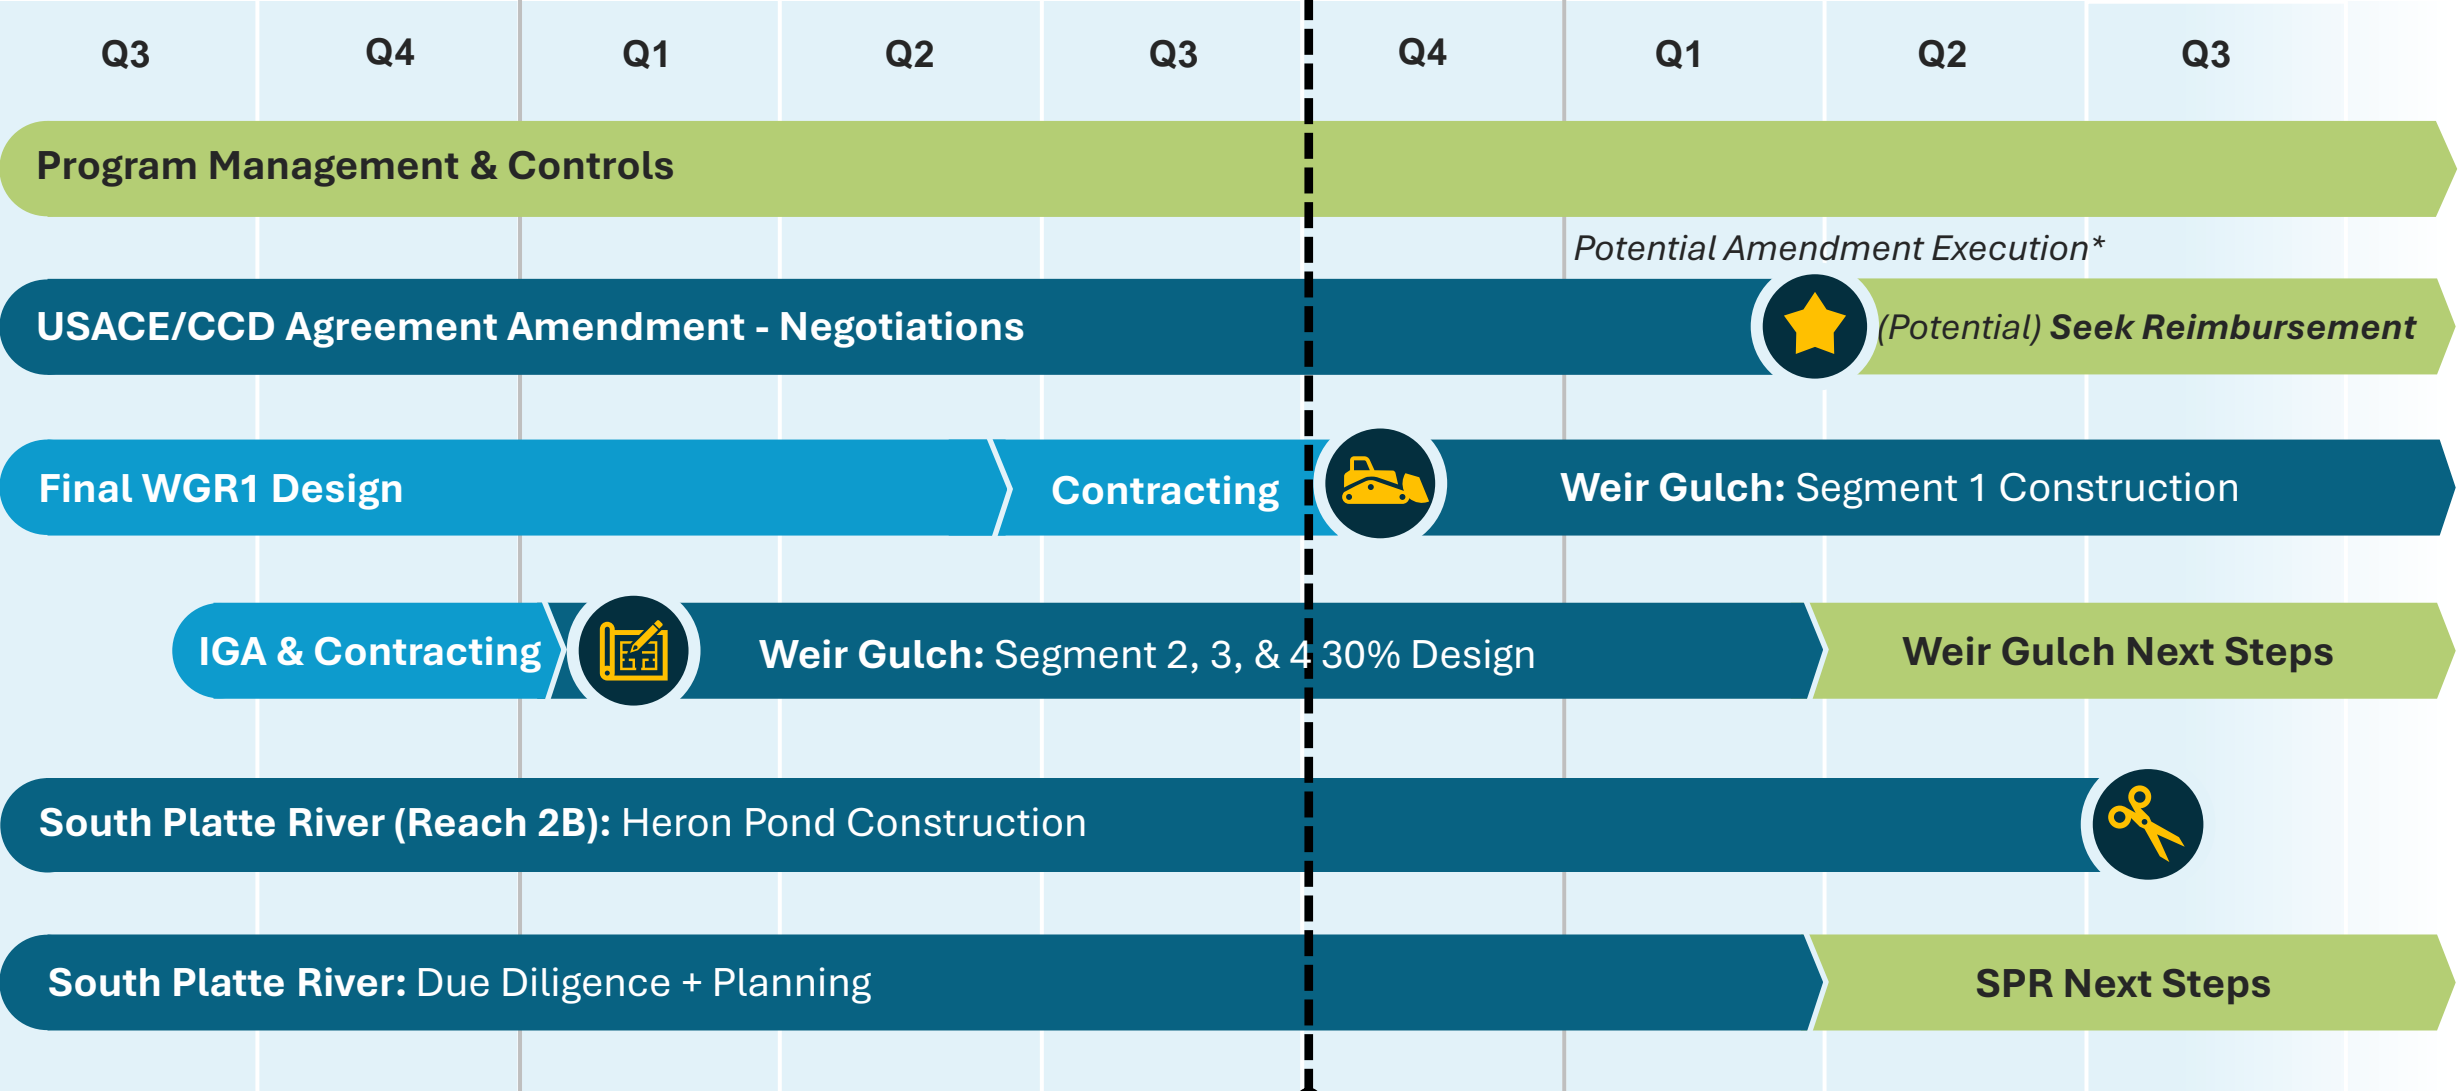 Q3 Q4 Q1 Q2 Q3 Q4 Q1 Q2 Q3
Program Management & Controls
Potential Amendment Execution*
USACE/CCD Agreement Amendment - Negotiations
(Potential) Seek Reimbursement
Final WGR1 Design
Contracting
Weir Gulch: Segment 1 Construction
IGA & Contracting
Weir Gulch: Segment 2, 3, & 4 30% Design
Weir Gulch Next Steps
South Platte River (Reach 2B): Heron Pond Construction
South Platte River: Due Diligence + Planning
SPR Next Steps